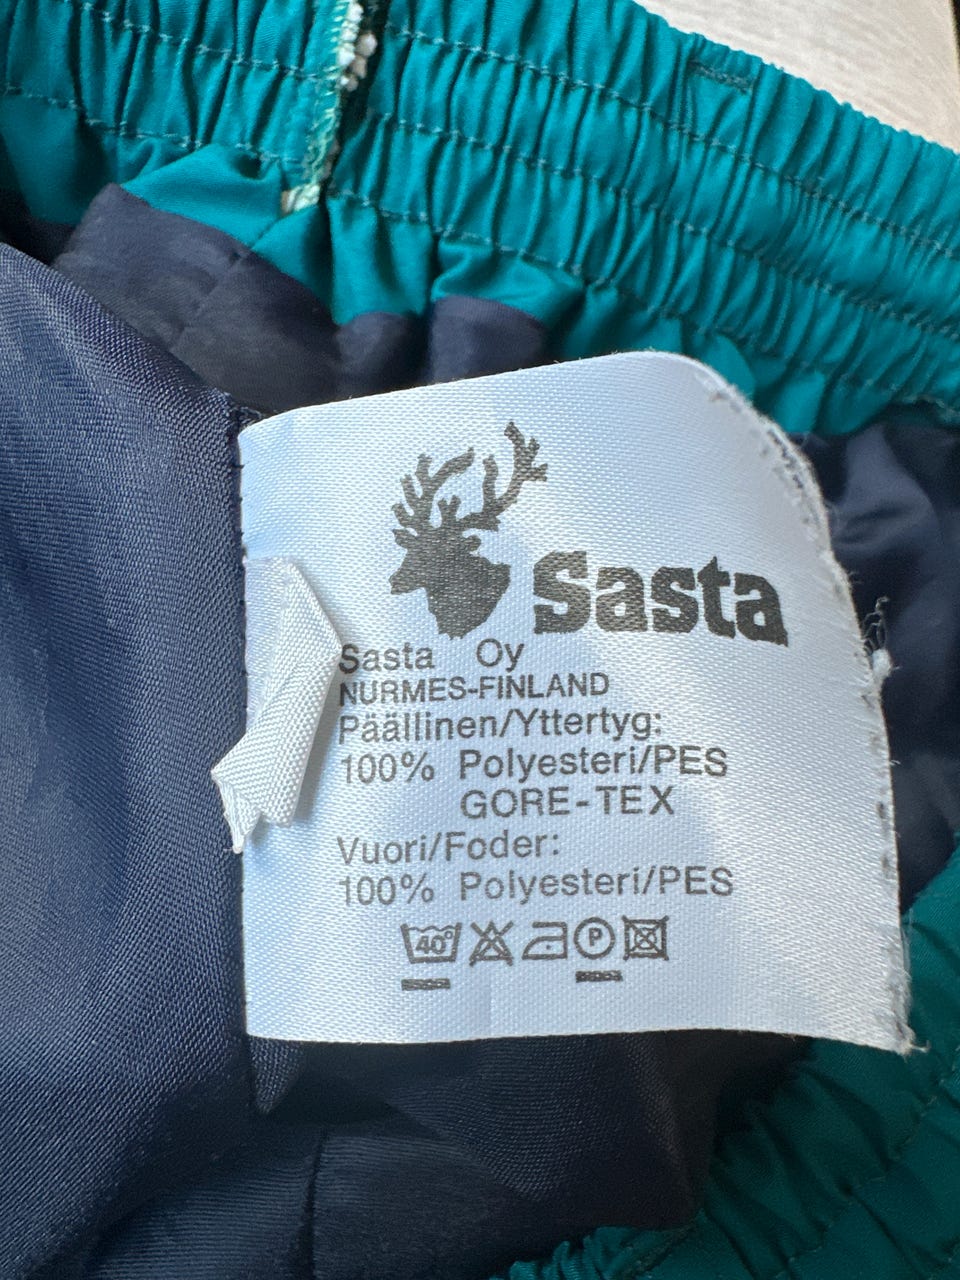 Sasta
Sasta Oy
NURMES-FINLAND
Päällinen/Yttertyg:
100% Polyesteri/PES
GORE-TEX
Vuori/Foder:
100% Polyesteri/PES
40° P